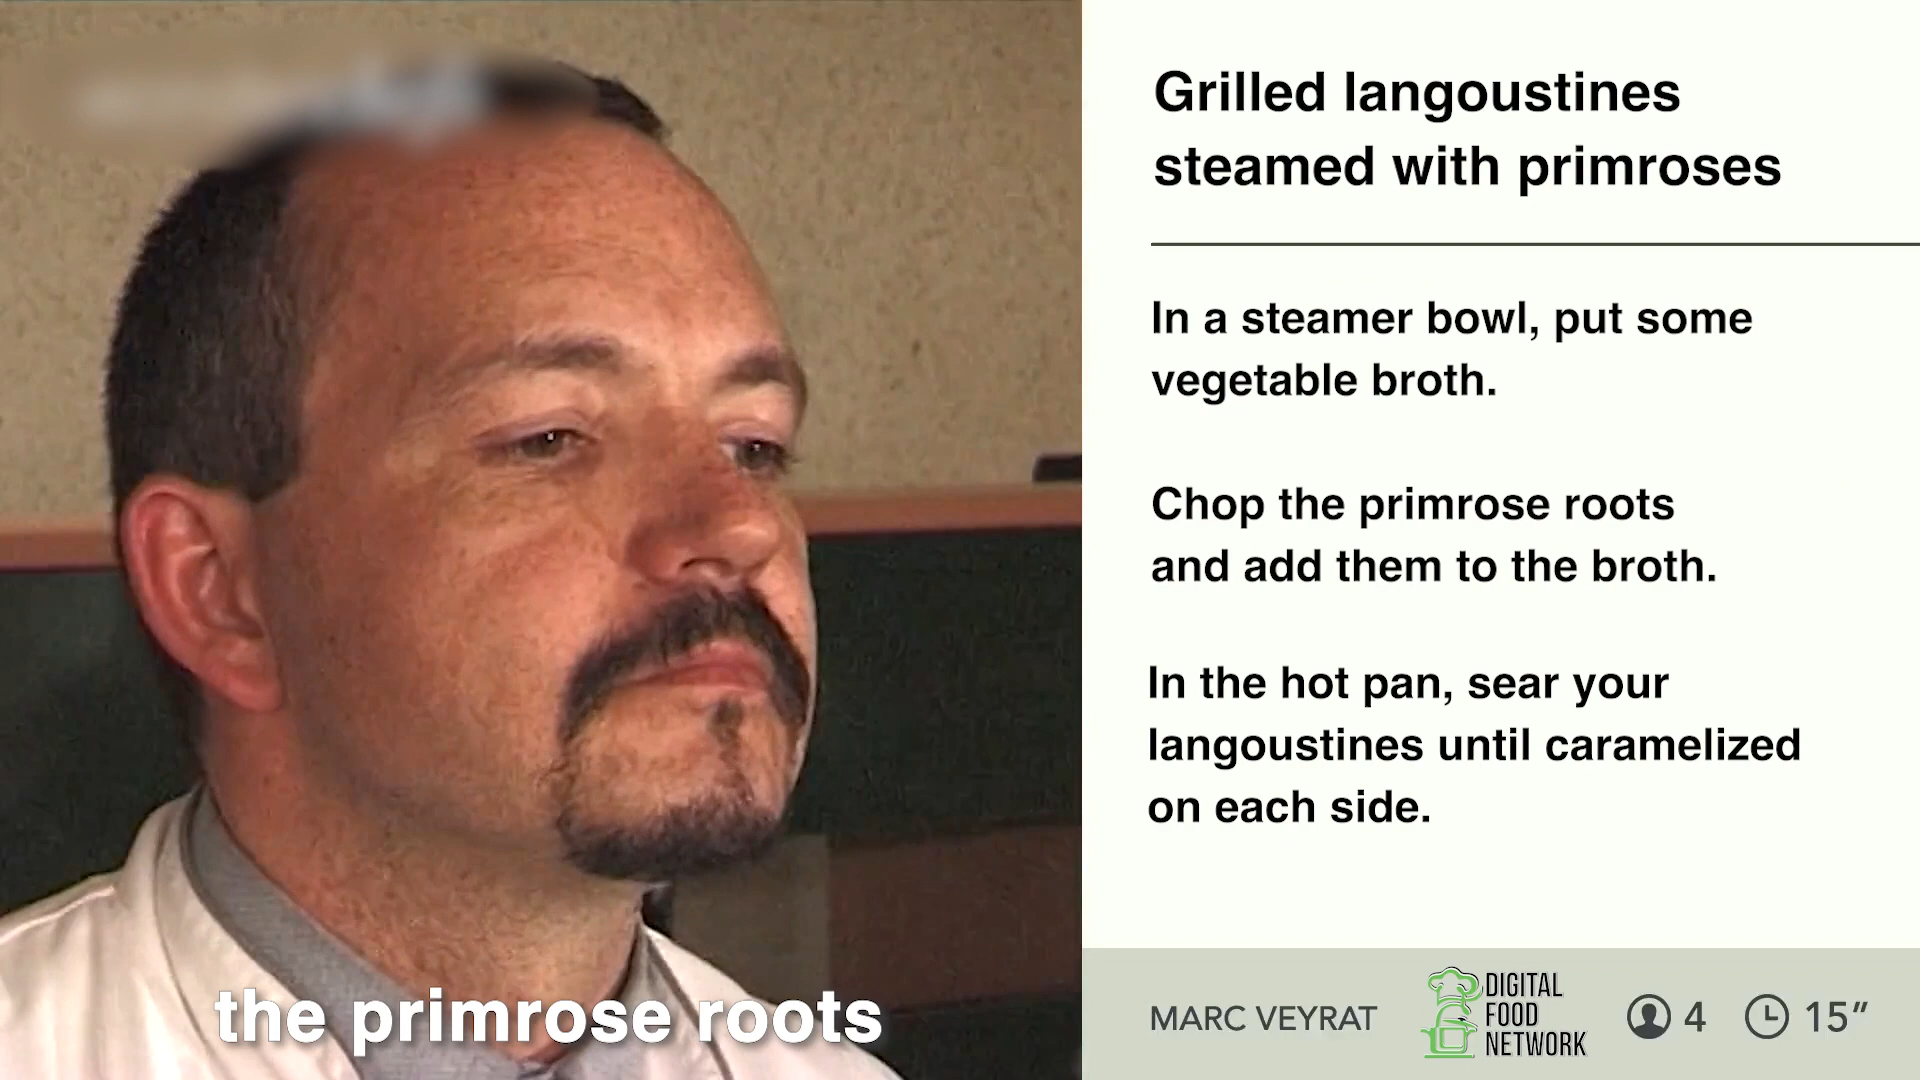 Grilled langoustines
steamed with primroses
In a steamer bowl, put some
vegetable broth.
Chop the primrose roots
and add them to the broth.
In the hot pan, sear your
langoustines until caramelized
on each side.
the primrose roots
MARC VEYRAT
DIGITAL
FOOD
NETWORK
4
15″